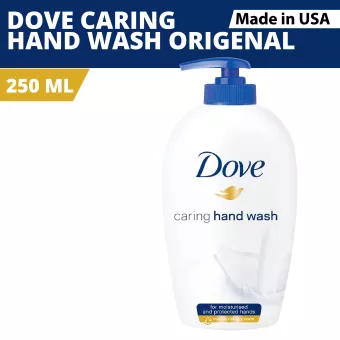 DOVE CARING
HAND WASH ORIGENAL
Made in USA
250 ML
Dove
caring hand wash
for moisturised
and protected hands